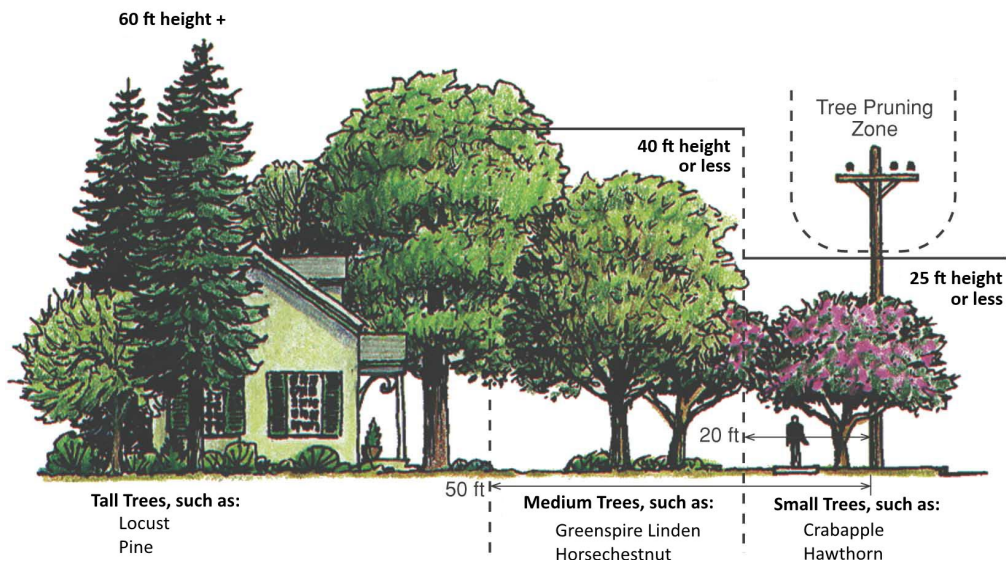 60 ft height +
Tree Pruning
Zone
40 ft height
or less
25 ft height
or less
20 ft
50 ft
Tall Trees, such as:
Locust
Pine
Medium Trees, such as:
Greenspire Linden
Horsechestnut
Small Trees, such as:
Crabapple
Hawthorn